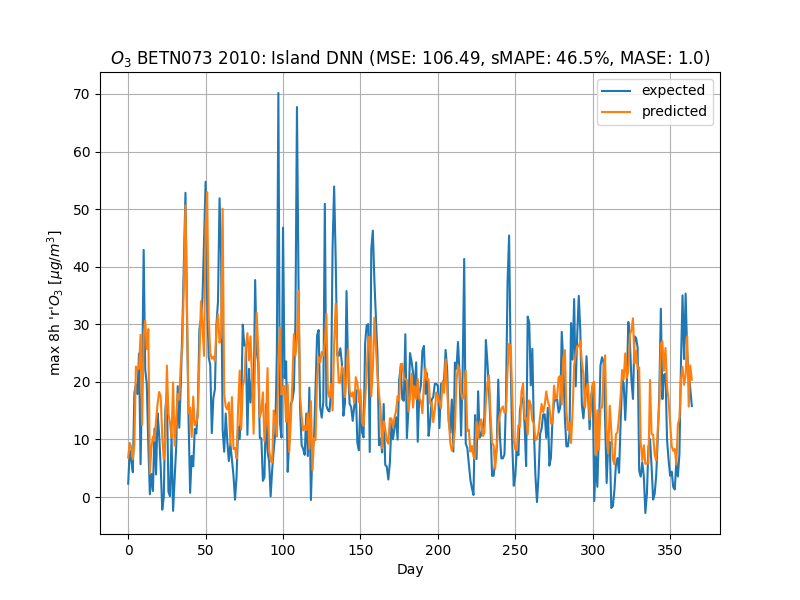 O3 BETN073 2010: Island DNN (MSE: 106.49, sMAPE: 46.5%, MASE: 1.0)
expected
predicted
max 8h 'r'O3 [μg/m3]
70
60
50
40
30
20
10
0
0 50 100 150 200 250 300 350
Day